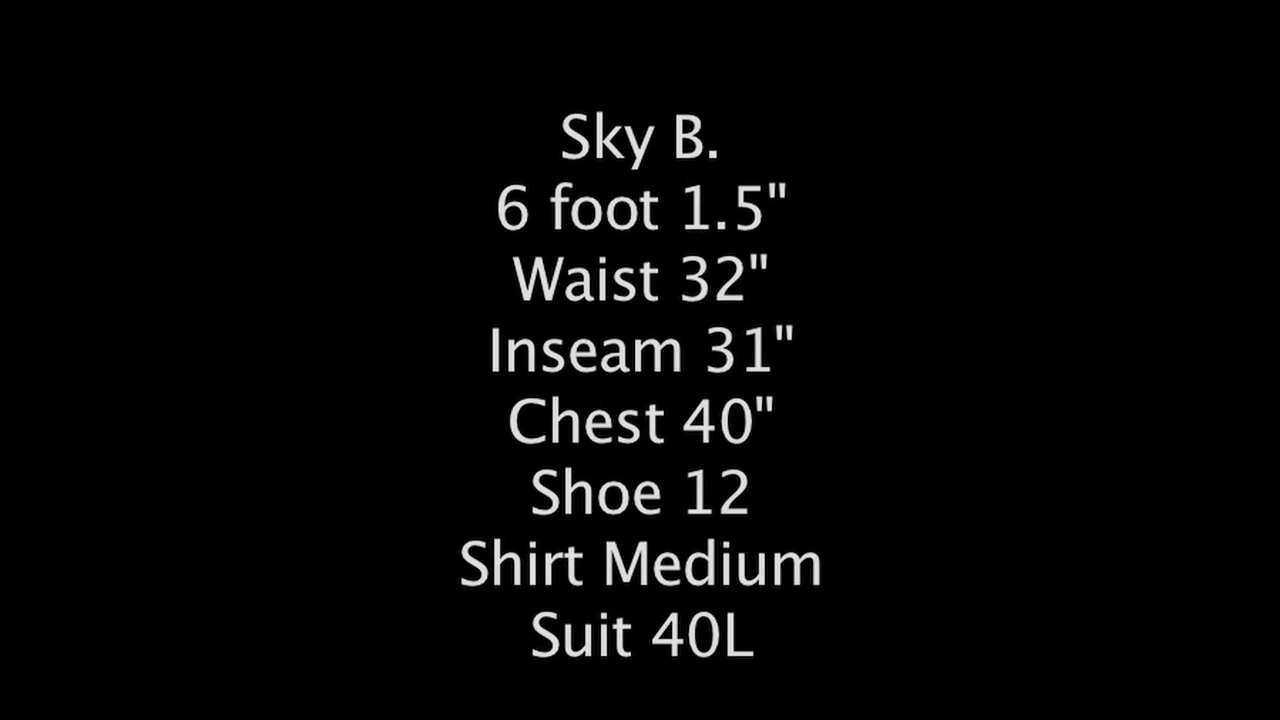 Sky B.
6 foot 1.5"
Waist 32"
Inseam 31"
Chest 40"
Shoe 12
Shirt Medium
Suit 40L